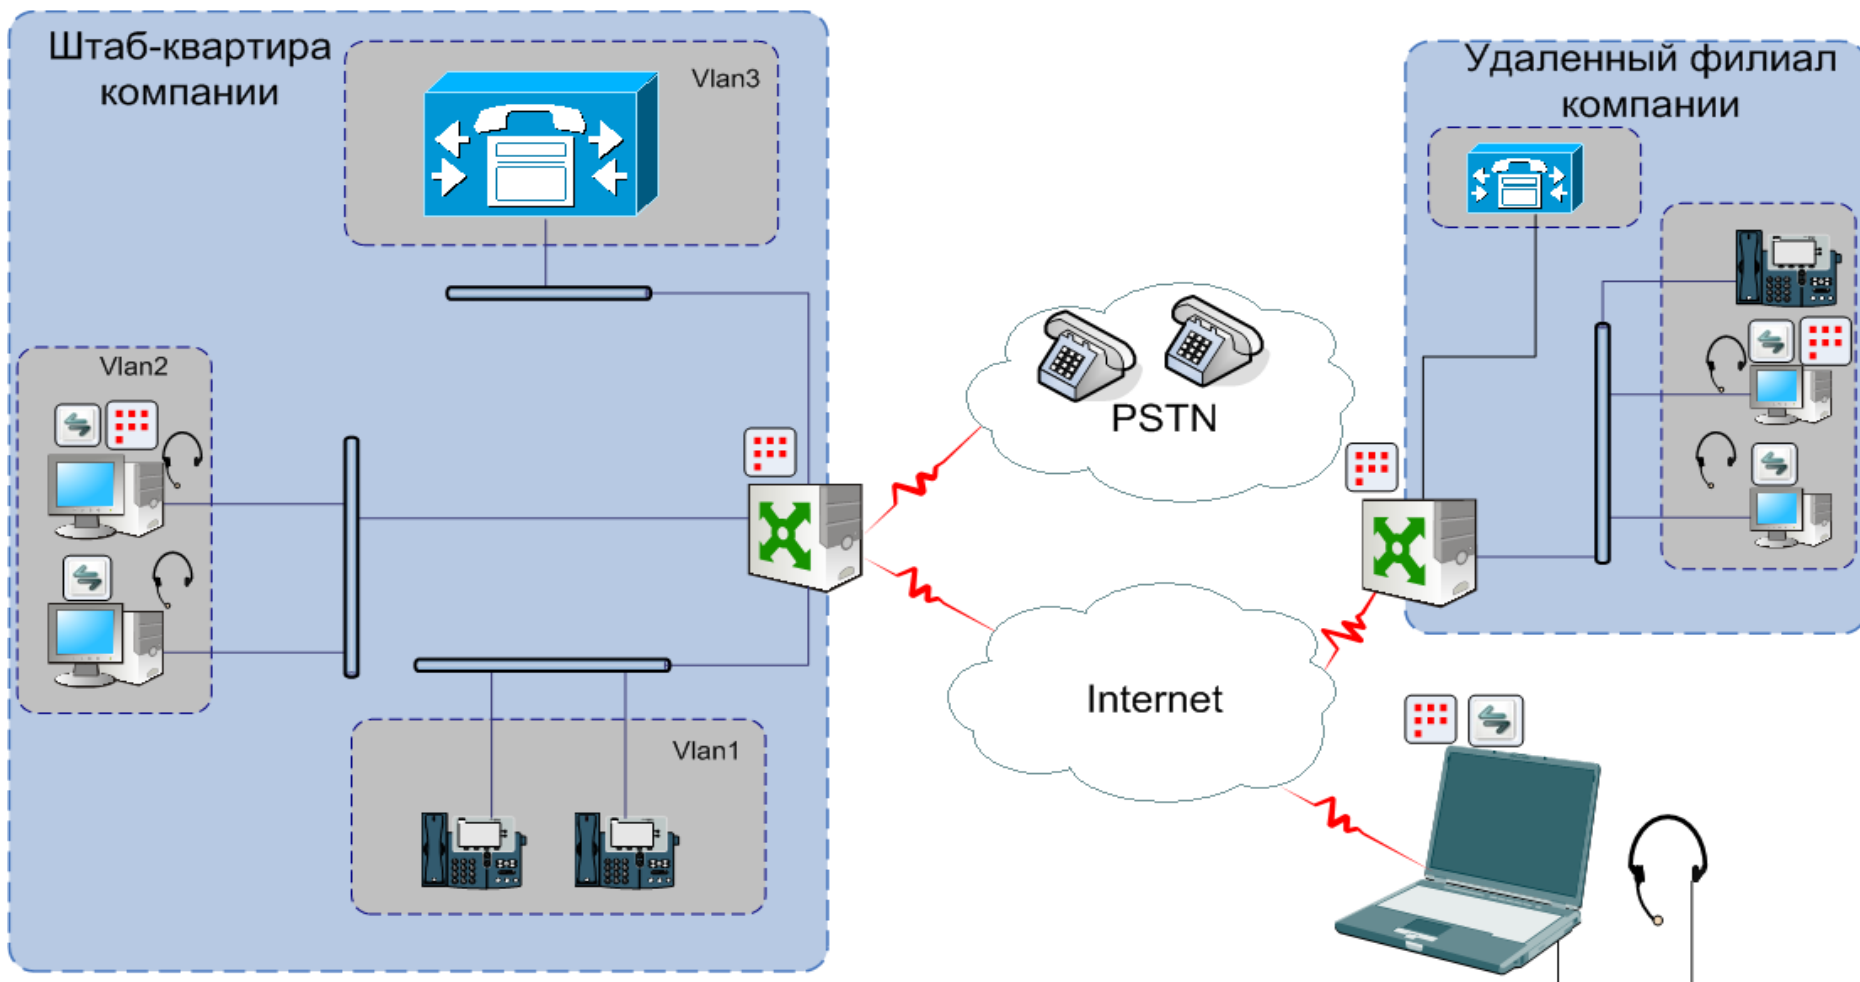 Штаб-квартира
компании
Vlan3
Удаленный филиал
компании
Vlan2
PSTN
Internet
Vlan1